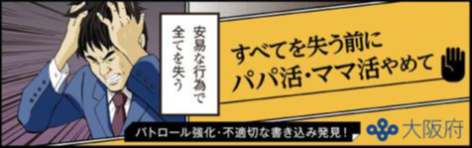 安易な行為で
全てを失う
すべてを失う前に
パパ活・ママ活やめて
パトロール強化・不適切な書き込み発見!
大阪府